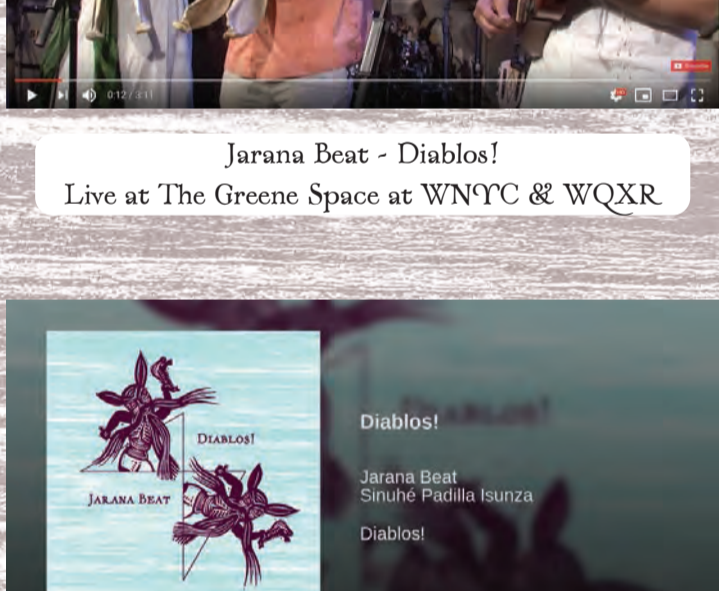 0:12 / 3:11
Jarana Beat - Diablos!
Live at The Greene Space at WNYC & WQXR
Diablos!
Diablos!
Jarana Beat
Diablos!
Jarana Beat
Sinuhé Padilla Isunza
Diablos!